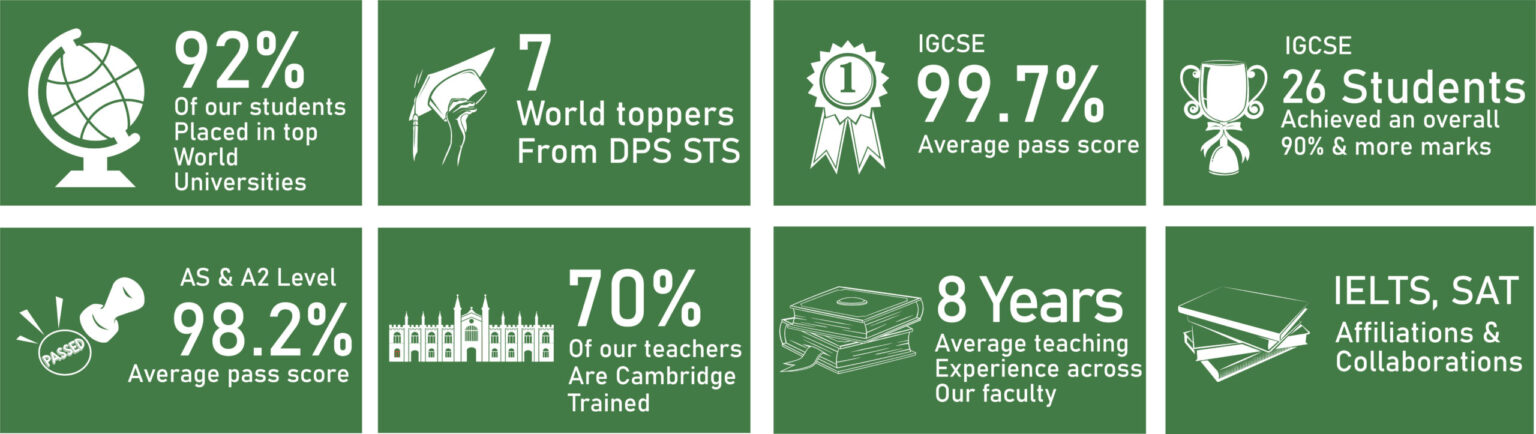 92%
Of our students
Placed in top
World
Universities
7
World toppers
From DPS STS
1
IGCSE
99.7%
Average pass score
IGCSE
26 Students
Achieved an overall
90% & more marks
PASSED
AS & A2 Level
98.2%
Average pass score
70%
Of our teachers
Are Cambridge
Trained
8 Years
Average teaching
Experience across
Our faculty
IELTS, SAT
Affiliations &
Collaborations